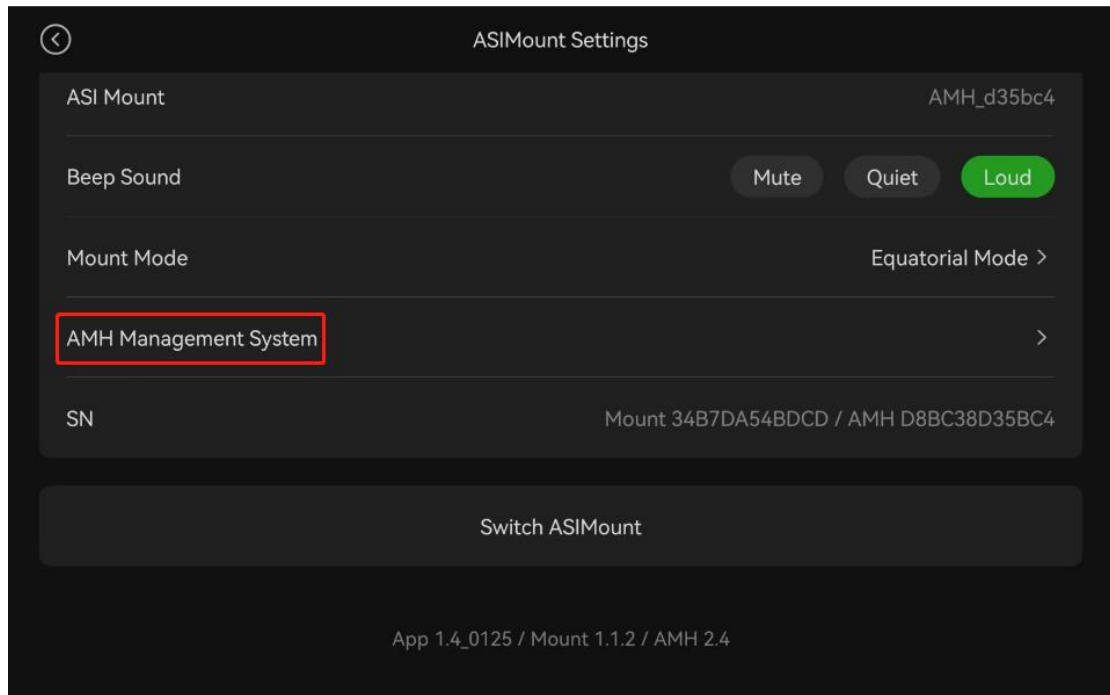 ASIMount Settings
ASI Mount AMH_d35bc4
Beep Sound Mute Quiet Loud
Mount Mode Equatorial Mode >
AMH Management System >
SN Mount 34B7DA54BDCD / AMH D8BC38D35BC4
Switch ASIMount
App 1.4_0125 / Mount 1.1.2 / AMH 2.4